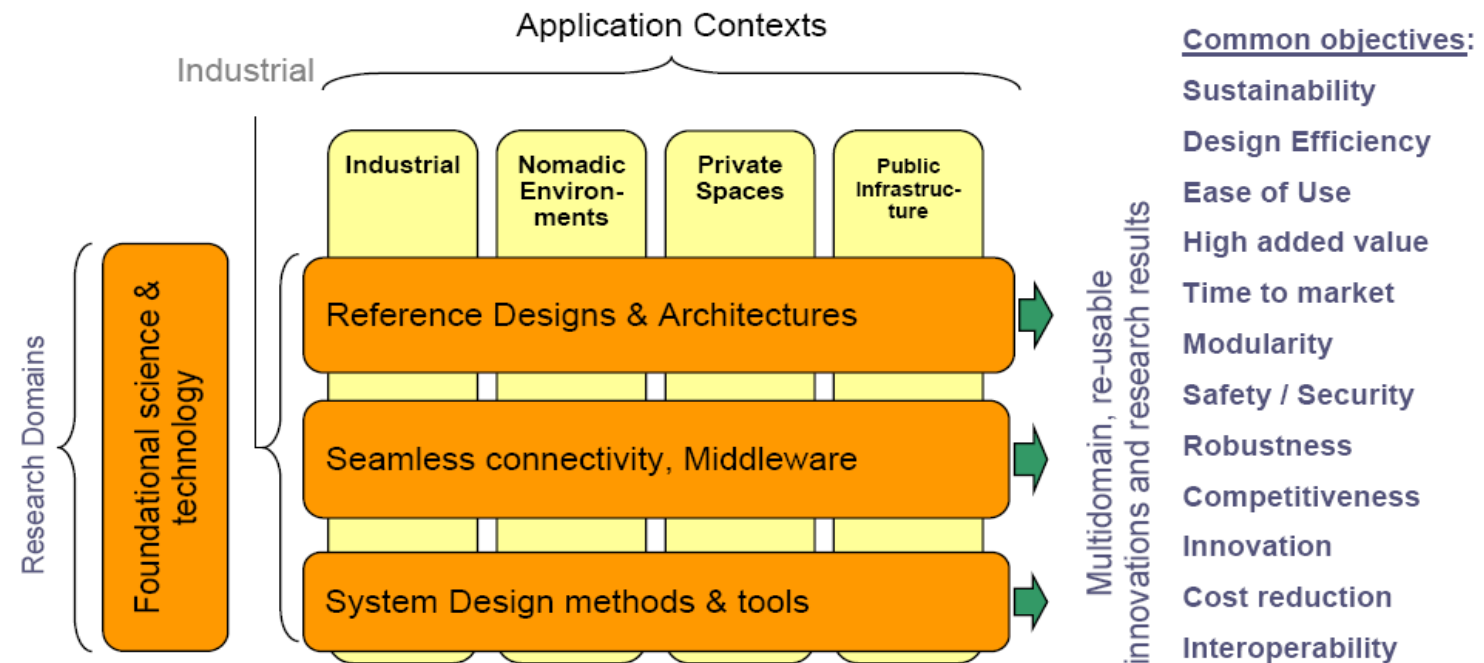 Application Contexts
Industrial
Industrial
Nomadic
Environ-
ments
Private
Spaces
Public
Infrastruc-
ture
Research Domains
Foundational science &
technology
Reference Designs & Architectures
Seamless connectivity, Middleware
System Design methods & tools
Multidomain, re-usable
innovations and research results
Common objectives:
Sustainability
Design Efficiency
Ease of Use
High added value
Time to market
Modularity
Safety / Security
Robustness
Competitiveness
Innovation
Cost reduction
Interoperability